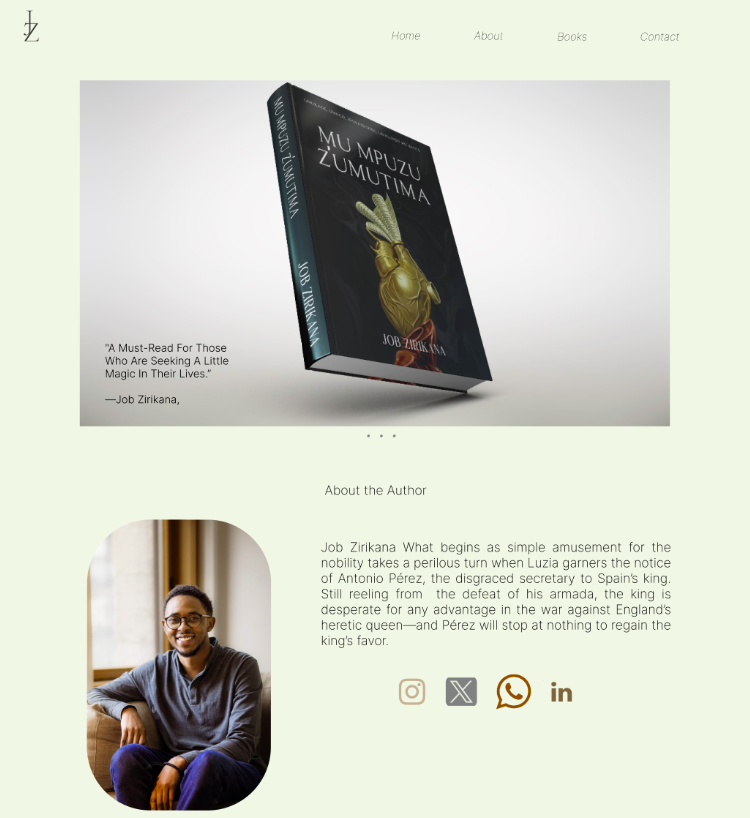 JZ
Home About Books Contact
MU MPUZU ZUMUTIMA
JOB ZIRIKANA
MU MPUZU
ZUMUTIMA
JOB ZIRIKANA
“A Must-Read For Those
Who Are Seeking A Little
Magic In Their Lives.”
—Job Zirikana,
About the Author
Job Zirikana What begins as simple amusement for the
nobility takes a perilous turn when Luzia garners the notice
of Antonio Pérez, the disgraced secretary to Spain’s king.
Still reeling from the defeat of his armada, the king is
desperate for any advantage in the war against England’s
heretic queen—and Pérez will stop at nothing to regain the
king’s favor.
in